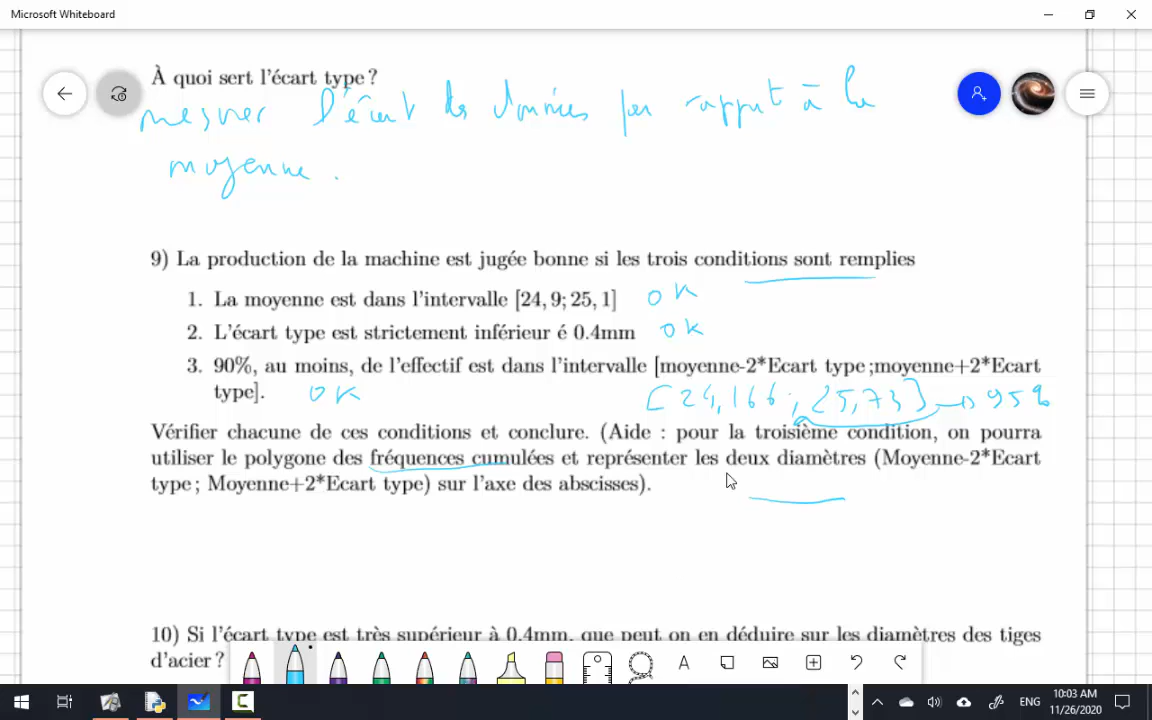 Microsoft Whiteboard
À quoi sert l'écart type ?
mesurer l'écart des données par rapport à la
moyenne .
9) La production de la machine est jugée bonne si les trois conditions sont remplies
1. La moyenne est dans l'intervalle [24, 9; 25, 1] OK
2. L'écart type est strictement inférieur é 0.4mm OK
3. 90%, au moins, de l'effectif est dans l'intervalle [moyenne-2*Ecart type ;moyenne+2*Ecart
type]. OK [24,166 ; 25,73] → 95%
Vérifier chacune de ces conditions et conclure. (Aide : pour la troisième condition, on pourra
utiliser le polygone des fréquences cumulées et représenter les deux diamètres (Moyenne-2*Ecart
type ; Moyenne+2*Ecart type) sur l'axe des abscisses).
10) Si l'écart type est très supérieur à 0.4mm, que peut on en déduire sur les diamètres des tiges
d'acier ?
A
ENG
10:03 AM
11/26/2020